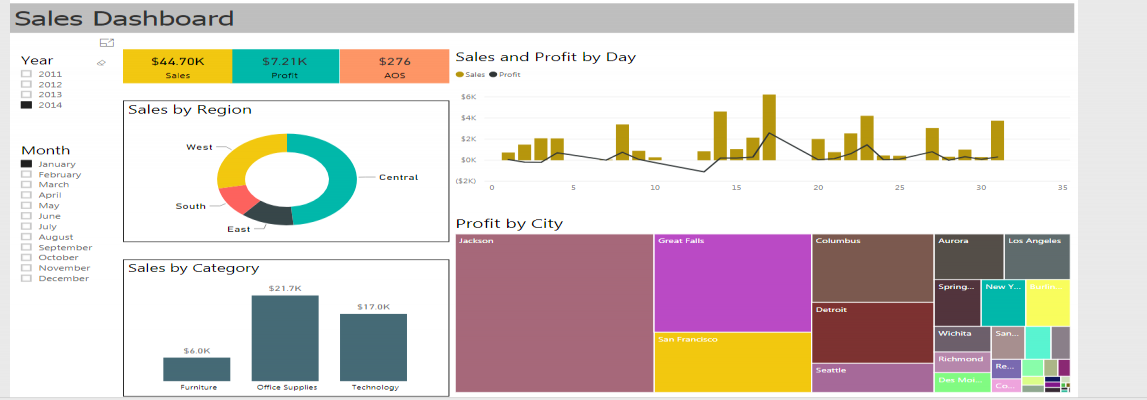 Sales Dashboard
Year
2011
2012
2013
2014
Month
January
February
March
April
May
June
July
August
September
October
November
December
$44.70K
Sales
$7.21K
Profit
$276
AOS
Sales by Region
West
Central
South
East
Sales by Category
$6.0K
$21.7K
$17.0K
Furniture
Office Supplies
Technology
Sales and Profit by Day
Sales
Profit
$6K
$4K
$2K
$0K
($2K)
0
5
10
15
20
25
30
35
Profit by City
Jackson
Great Falls
San Francisco
Columbus
Detroit
Seattle
Aurora
Los Angeles
Spring...
New Y...
Wichita
San...
Richmond
Re...
Des Moi...
Co...